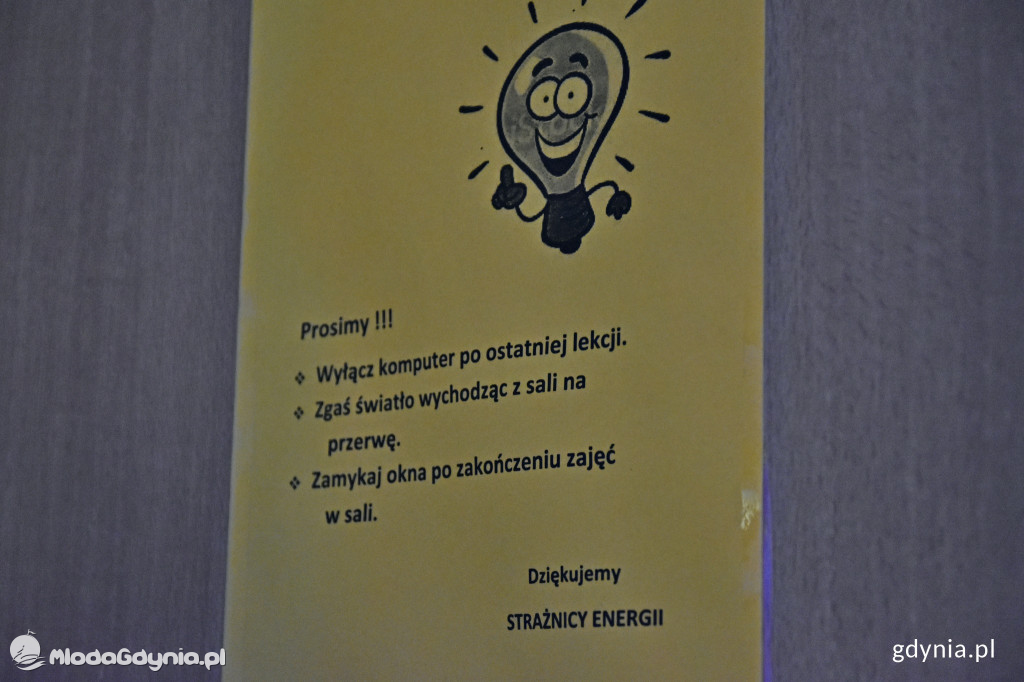 Prosimy !!!
❖ Wyłącz komputer po ostatniej lekcji.
❖ Zgaś światło wychodząc z sali na
przerwę.
❖ Zamykaj okna po zakończeniu zajęć
w sali.
Dziękujemy
STRAŻNICY ENERGII
MlodaGdynia.pl
gdynia.pl